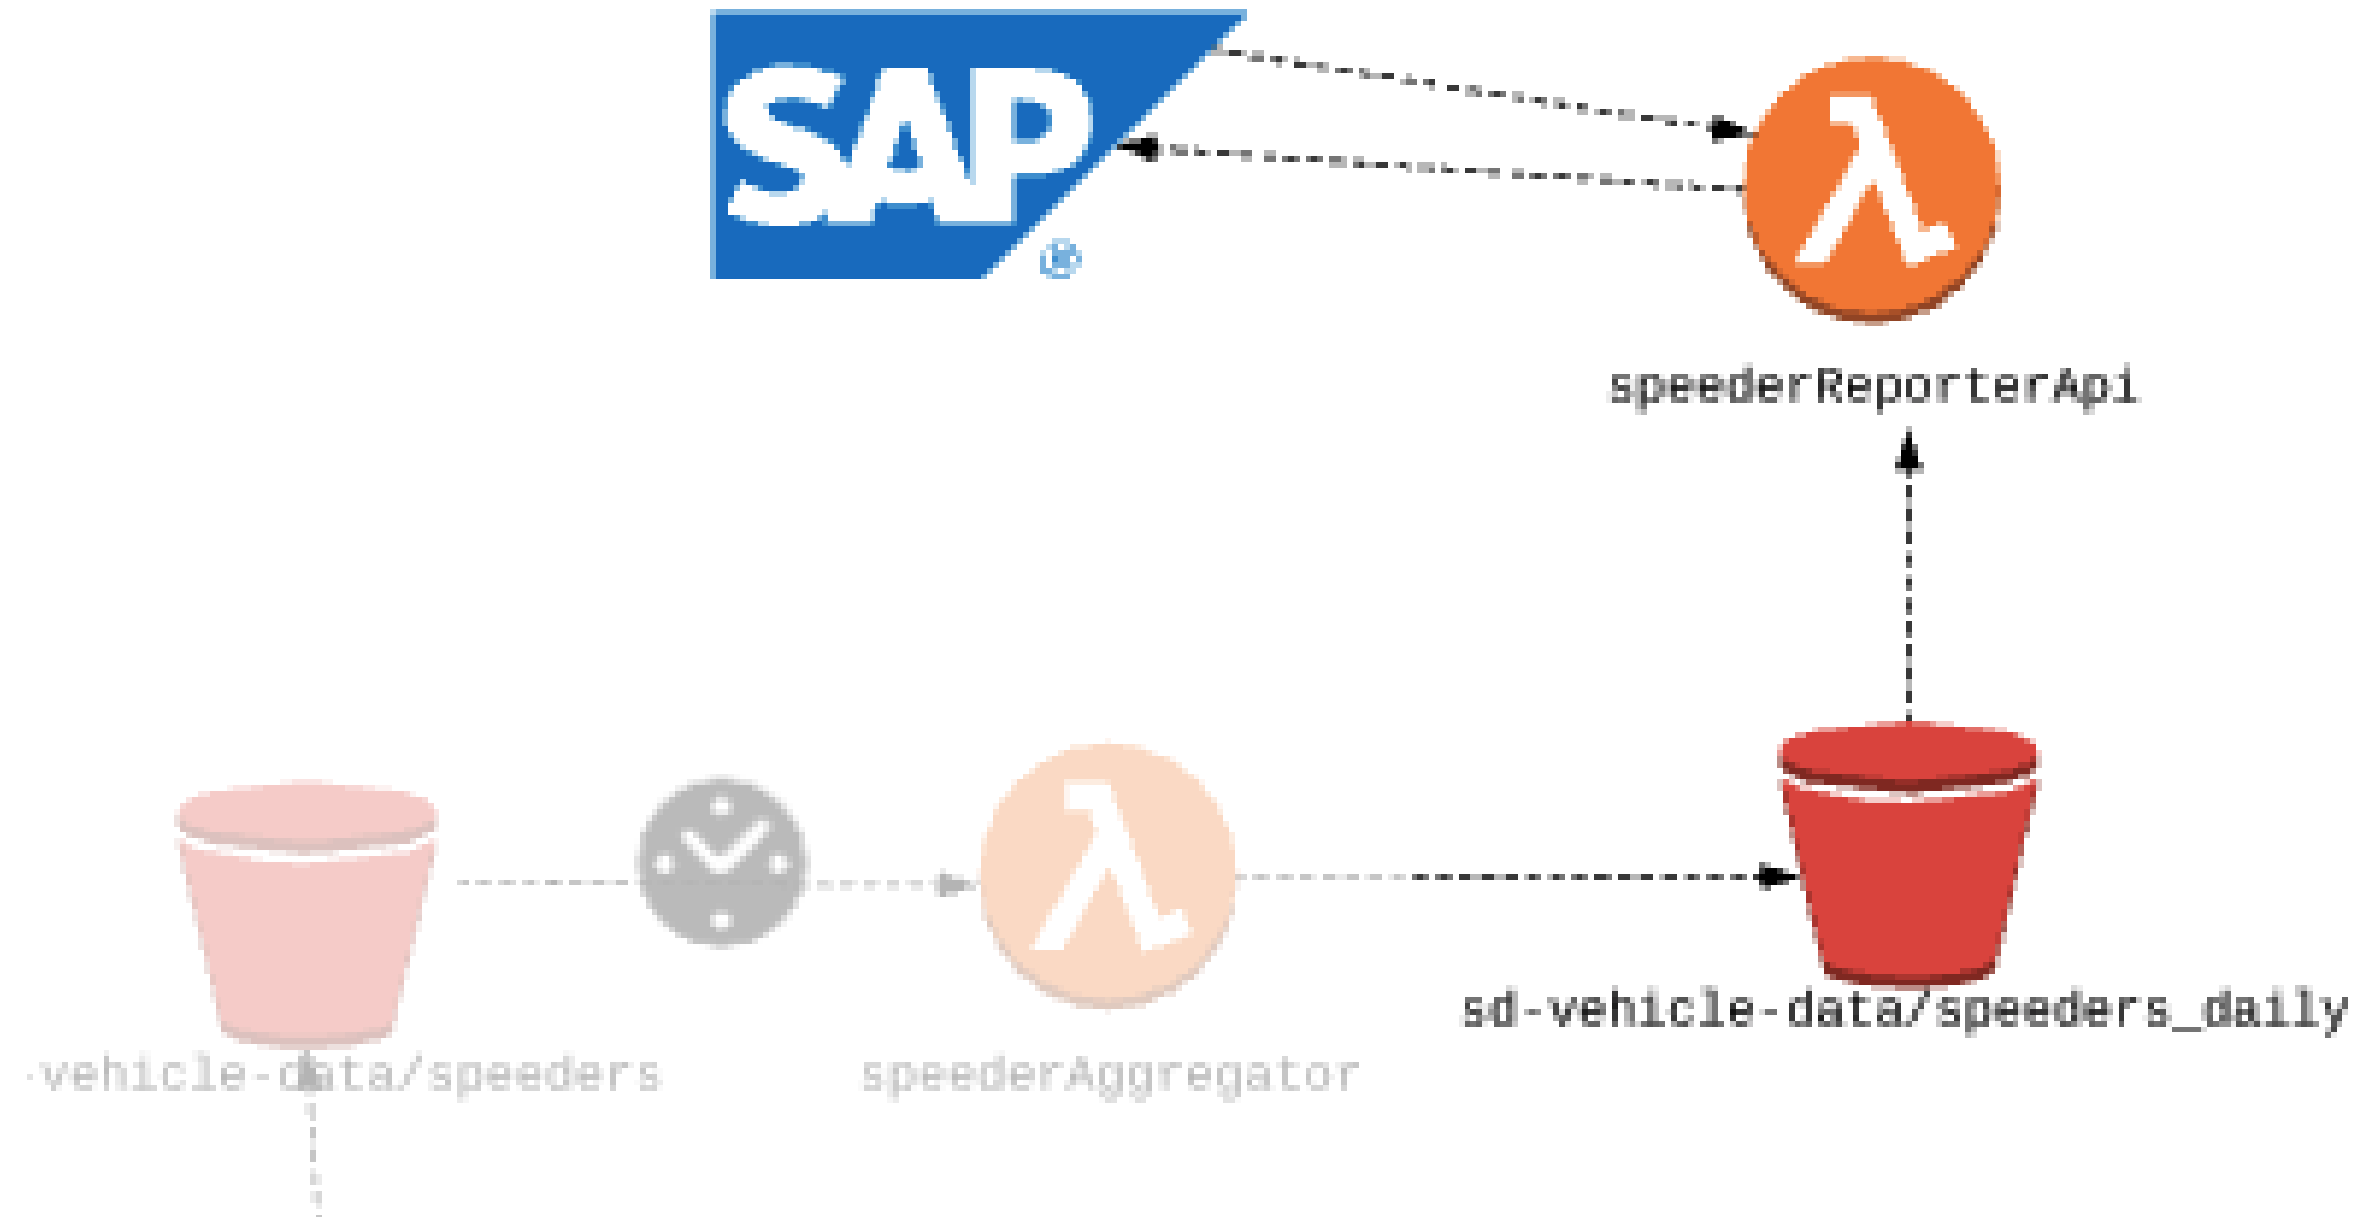 SAP
®
speederReporterApi
sd-vehicle-data/speeders_daily
-vehicle-data/speeders
speederAggregator